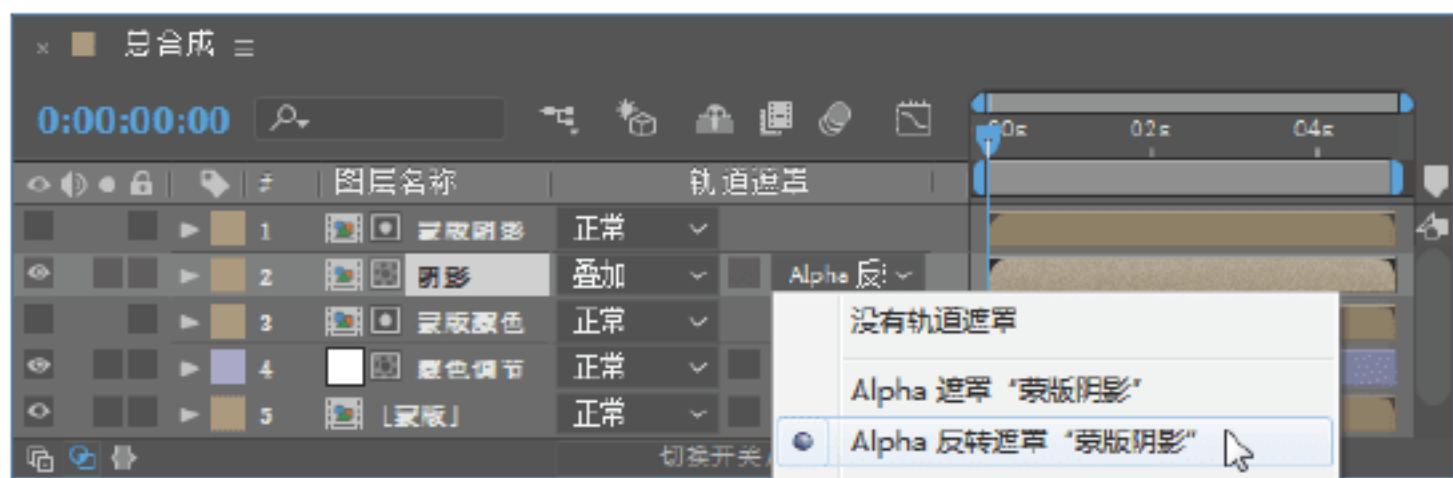 总合成
0:00:00:00
00s 02s 04s
# 图层名称 轨道遮罩
1 蒙版阴影 正常
2 阴影 叠加 Alpha 反
3 蒙版颜色 正常
4 颜色调节 正常
5 [蒙版] 正常
没有轨道遮罩
Alpha 遮罩 "蒙版阴影"
Alpha 反转遮罩 "蒙版阴影"
切换开关